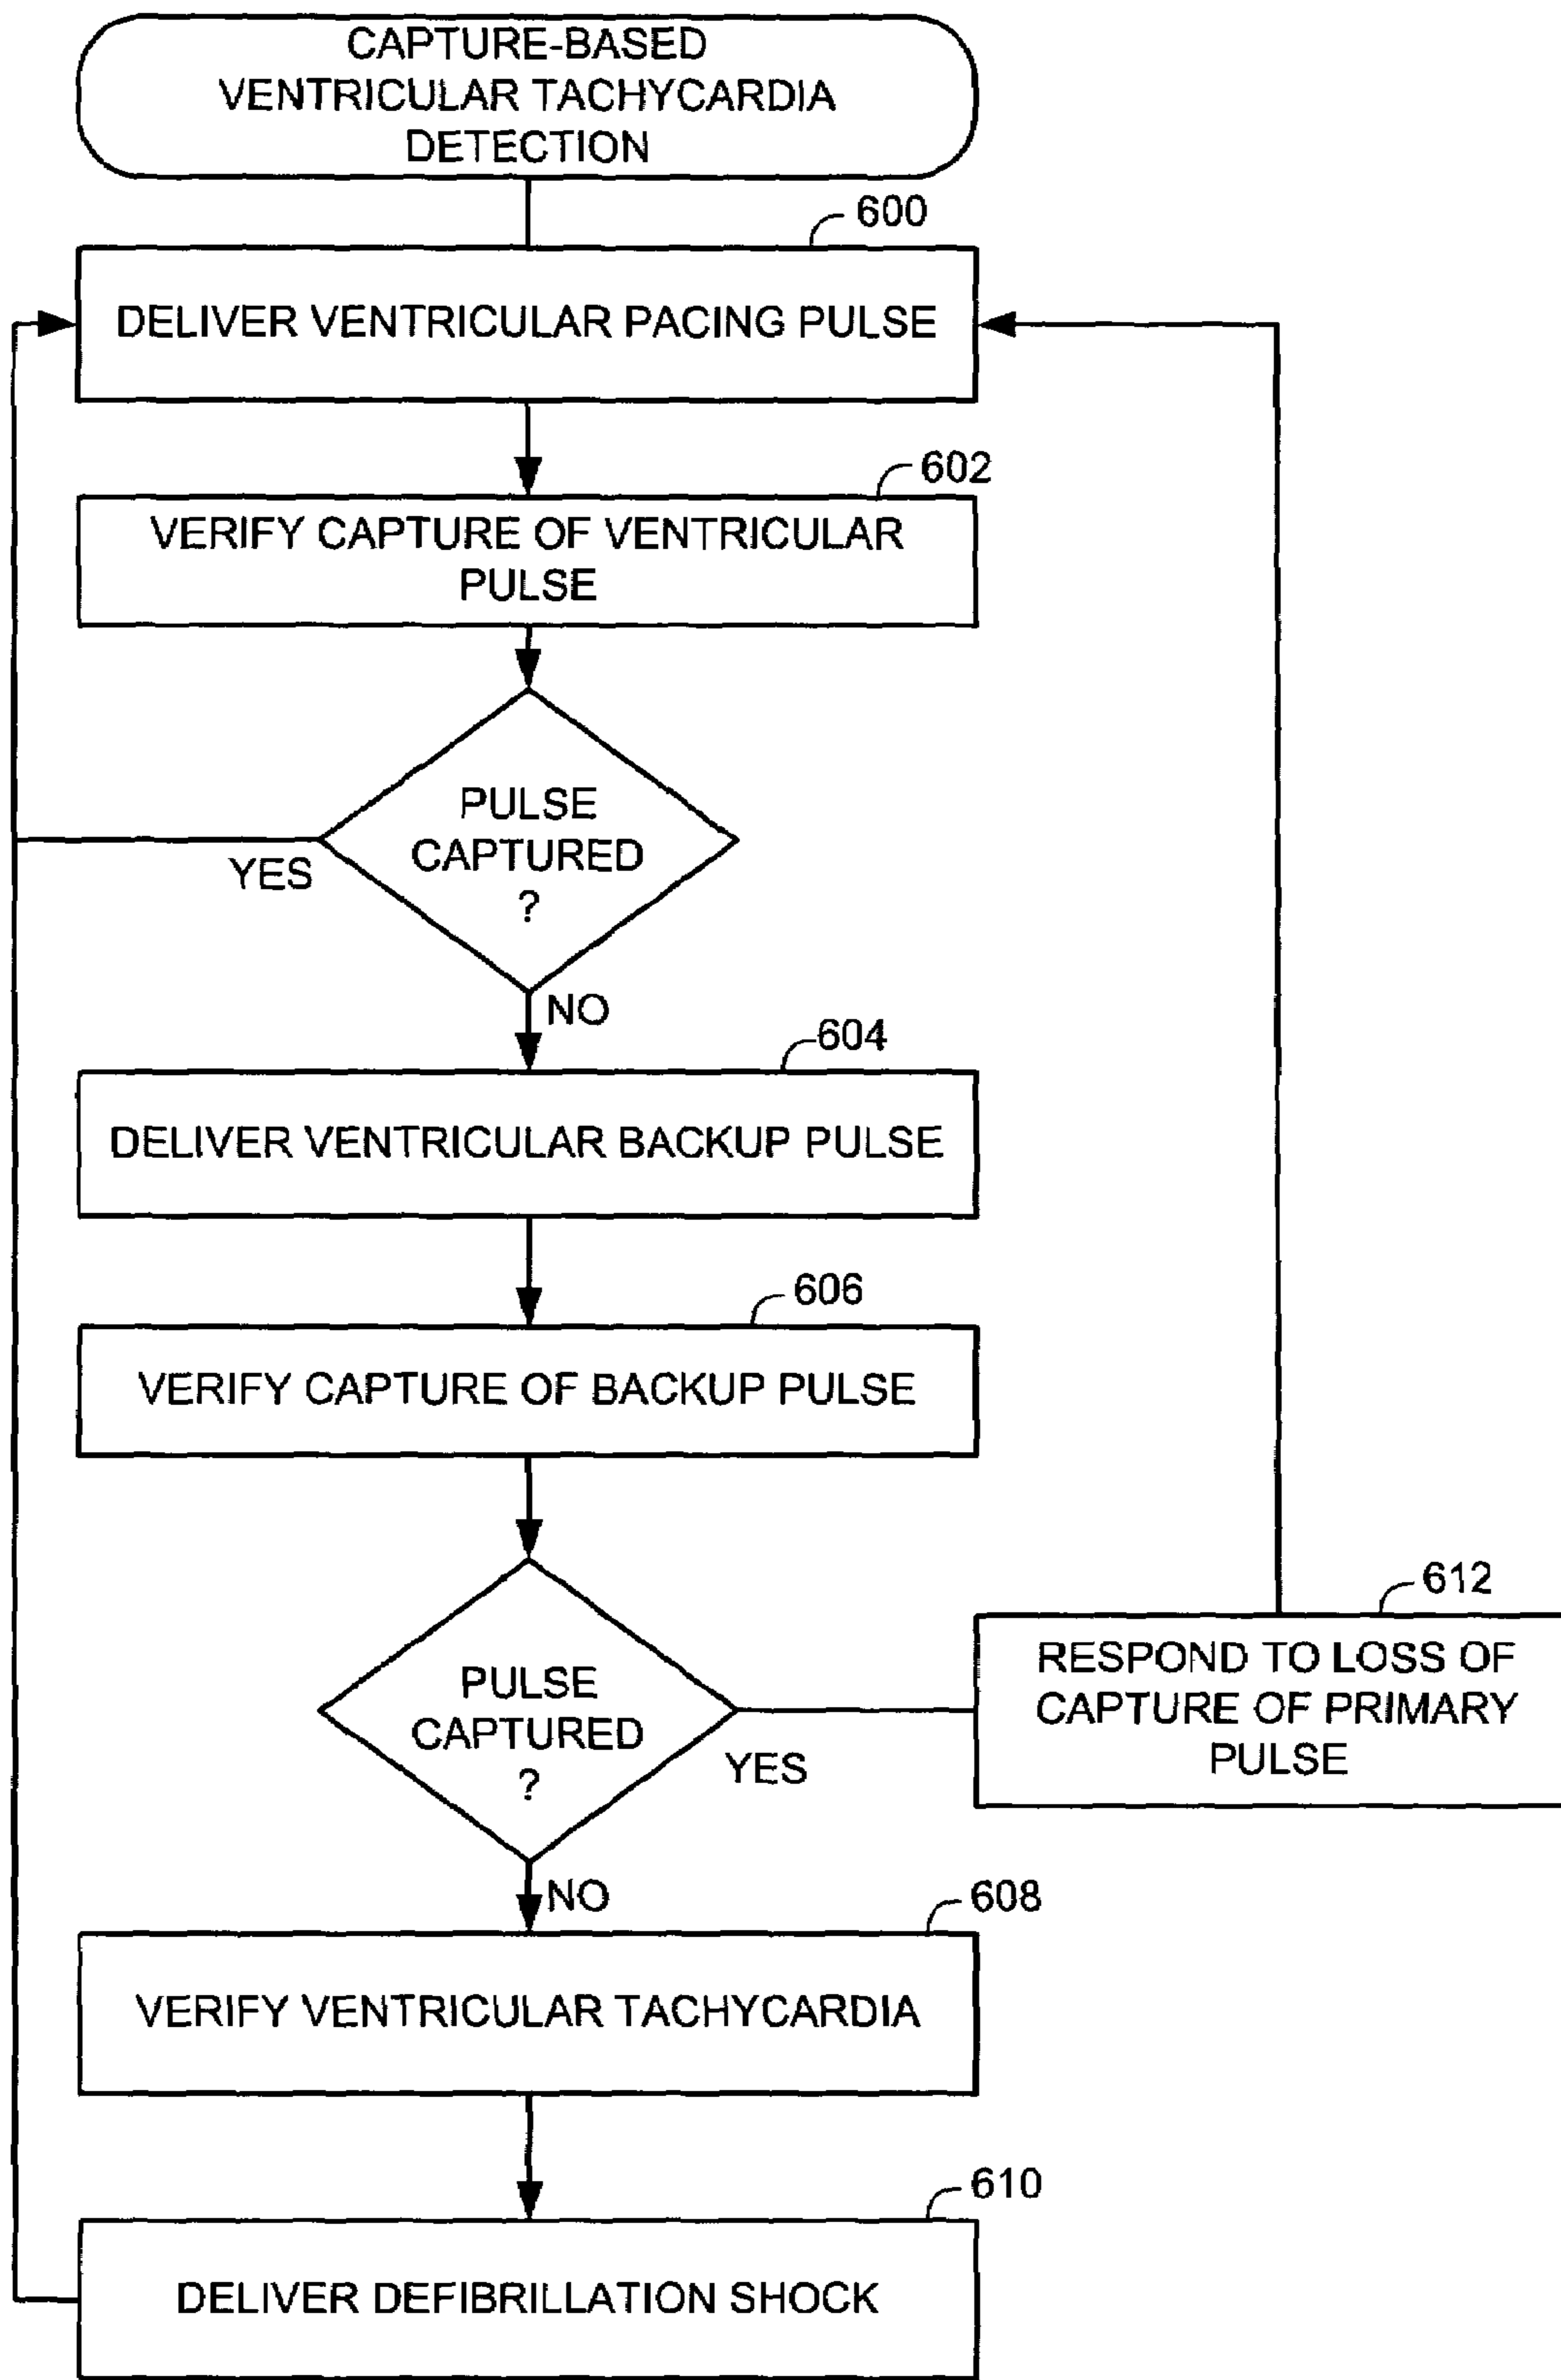 CAPTURE-BASED
VENTRICULAR TACHYCARDIA
DETECTION
600
DELIVER VENTRICULAR PACING PULSE
602
VERIFY CAPTURE OF VENTRICULAR
PULSE
PULSE
CAPTURED
?
YES
NO
604
DELIVER VENTRICULAR BACKUP PULSE
606
VERIFY CAPTURE OF BACKUP PULSE
612
RESPOND TO LOSS OF
CAPTURE OF PRIMARY
PULSE
PULSE
CAPTURED
?
YES
NO
608
VERIFY VENTRICULAR TACHYCARDIA
610
DELIVER DEFIBRILLATION SHOCK